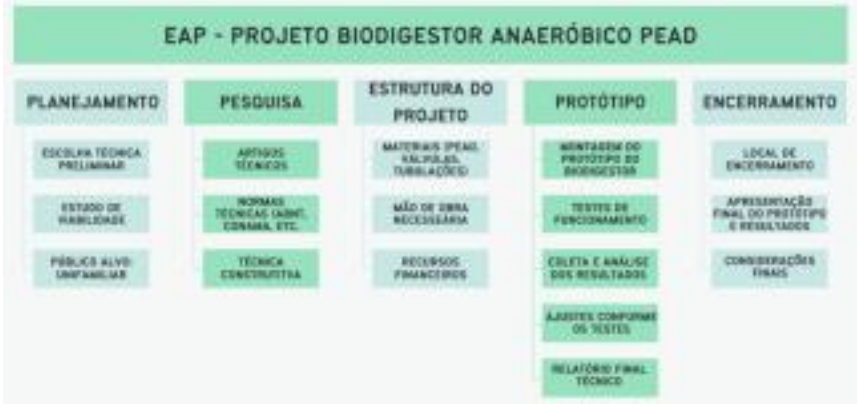 EAP - PROJETO BIODIGESTOR ANAERÓBICO PEAD
PLANEJAMENTO
ESCOLHA TÉCNICA
PRELIMINAR
ESTUDO DE
VIABILIDADE
PÚBLICO ALVO:
UNIFAMILIAR
PESQUISA
ARTIGOS
TÉCNICOS
NORMAS
TÉCNICAS (ABNT,
CONAMA, ETC.
TÉCNICA
CONSTRUTIVA
ESTRUTURA DO
PROJETO
MATERIAIS (PEAD,
VÁLVULAS,
TUBULAÇÕES)
MÃO DE OBRA
NECESSÁRIA
RECURSOS
FINANCEIROS
PROTÓTIPO
MONTAGEM DO
PROTÓTIPO DO
BIODIGESTOR
TESTES DE
FUNCIONAMENTO
COLETA E ANÁLISE
DOS RESULTADOS
AJUSTES CONFORME
OS TESTES
RELATÓRIO FINAL
TÉCNICO
ENCERRAMENTO
LOCAL DE
ENCERRAMENTO
APRESENTAÇÃO
FINAL DO PROTÓTIPO
E RESULTADOS
CONSIDERAÇÕES
FINAIS